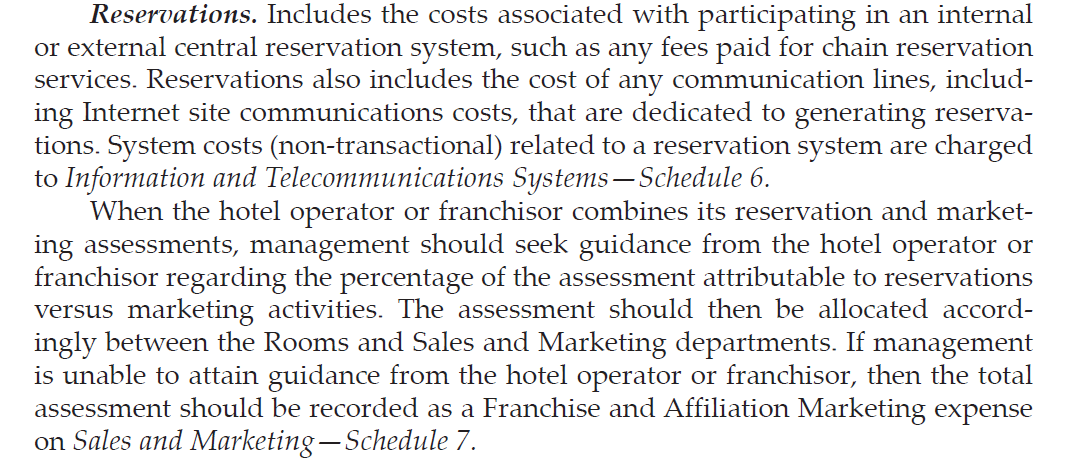 Reservations. Includes the costs associated with participating in an internal
or external central reservation system, such as any fees paid for chain reservation
services. Reservations also includes the cost of any communication lines, includ-
ing Internet site communications costs, that are dedicated to generating reserva-
tions. System costs (non-transactional) related to a reservation system are charged
to Information and Telecommunications Systems—Schedule 6.
When the hotel operator or franchisor combines its reservation and market-
ing assessments, management should seek guidance from the hotel operator or
franchisor regarding the percentage of the assessment attributable to reservations
versus marketing activities. The assessment should then be allocated accord-
ingly between the Rooms and Sales and Marketing departments. If management
is unable to attain guidance from the hotel operator or franchisor, then the total
assessment should be recorded as a Franchise and Affiliation Marketing expense
on Sales and Marketing—Schedule 7.